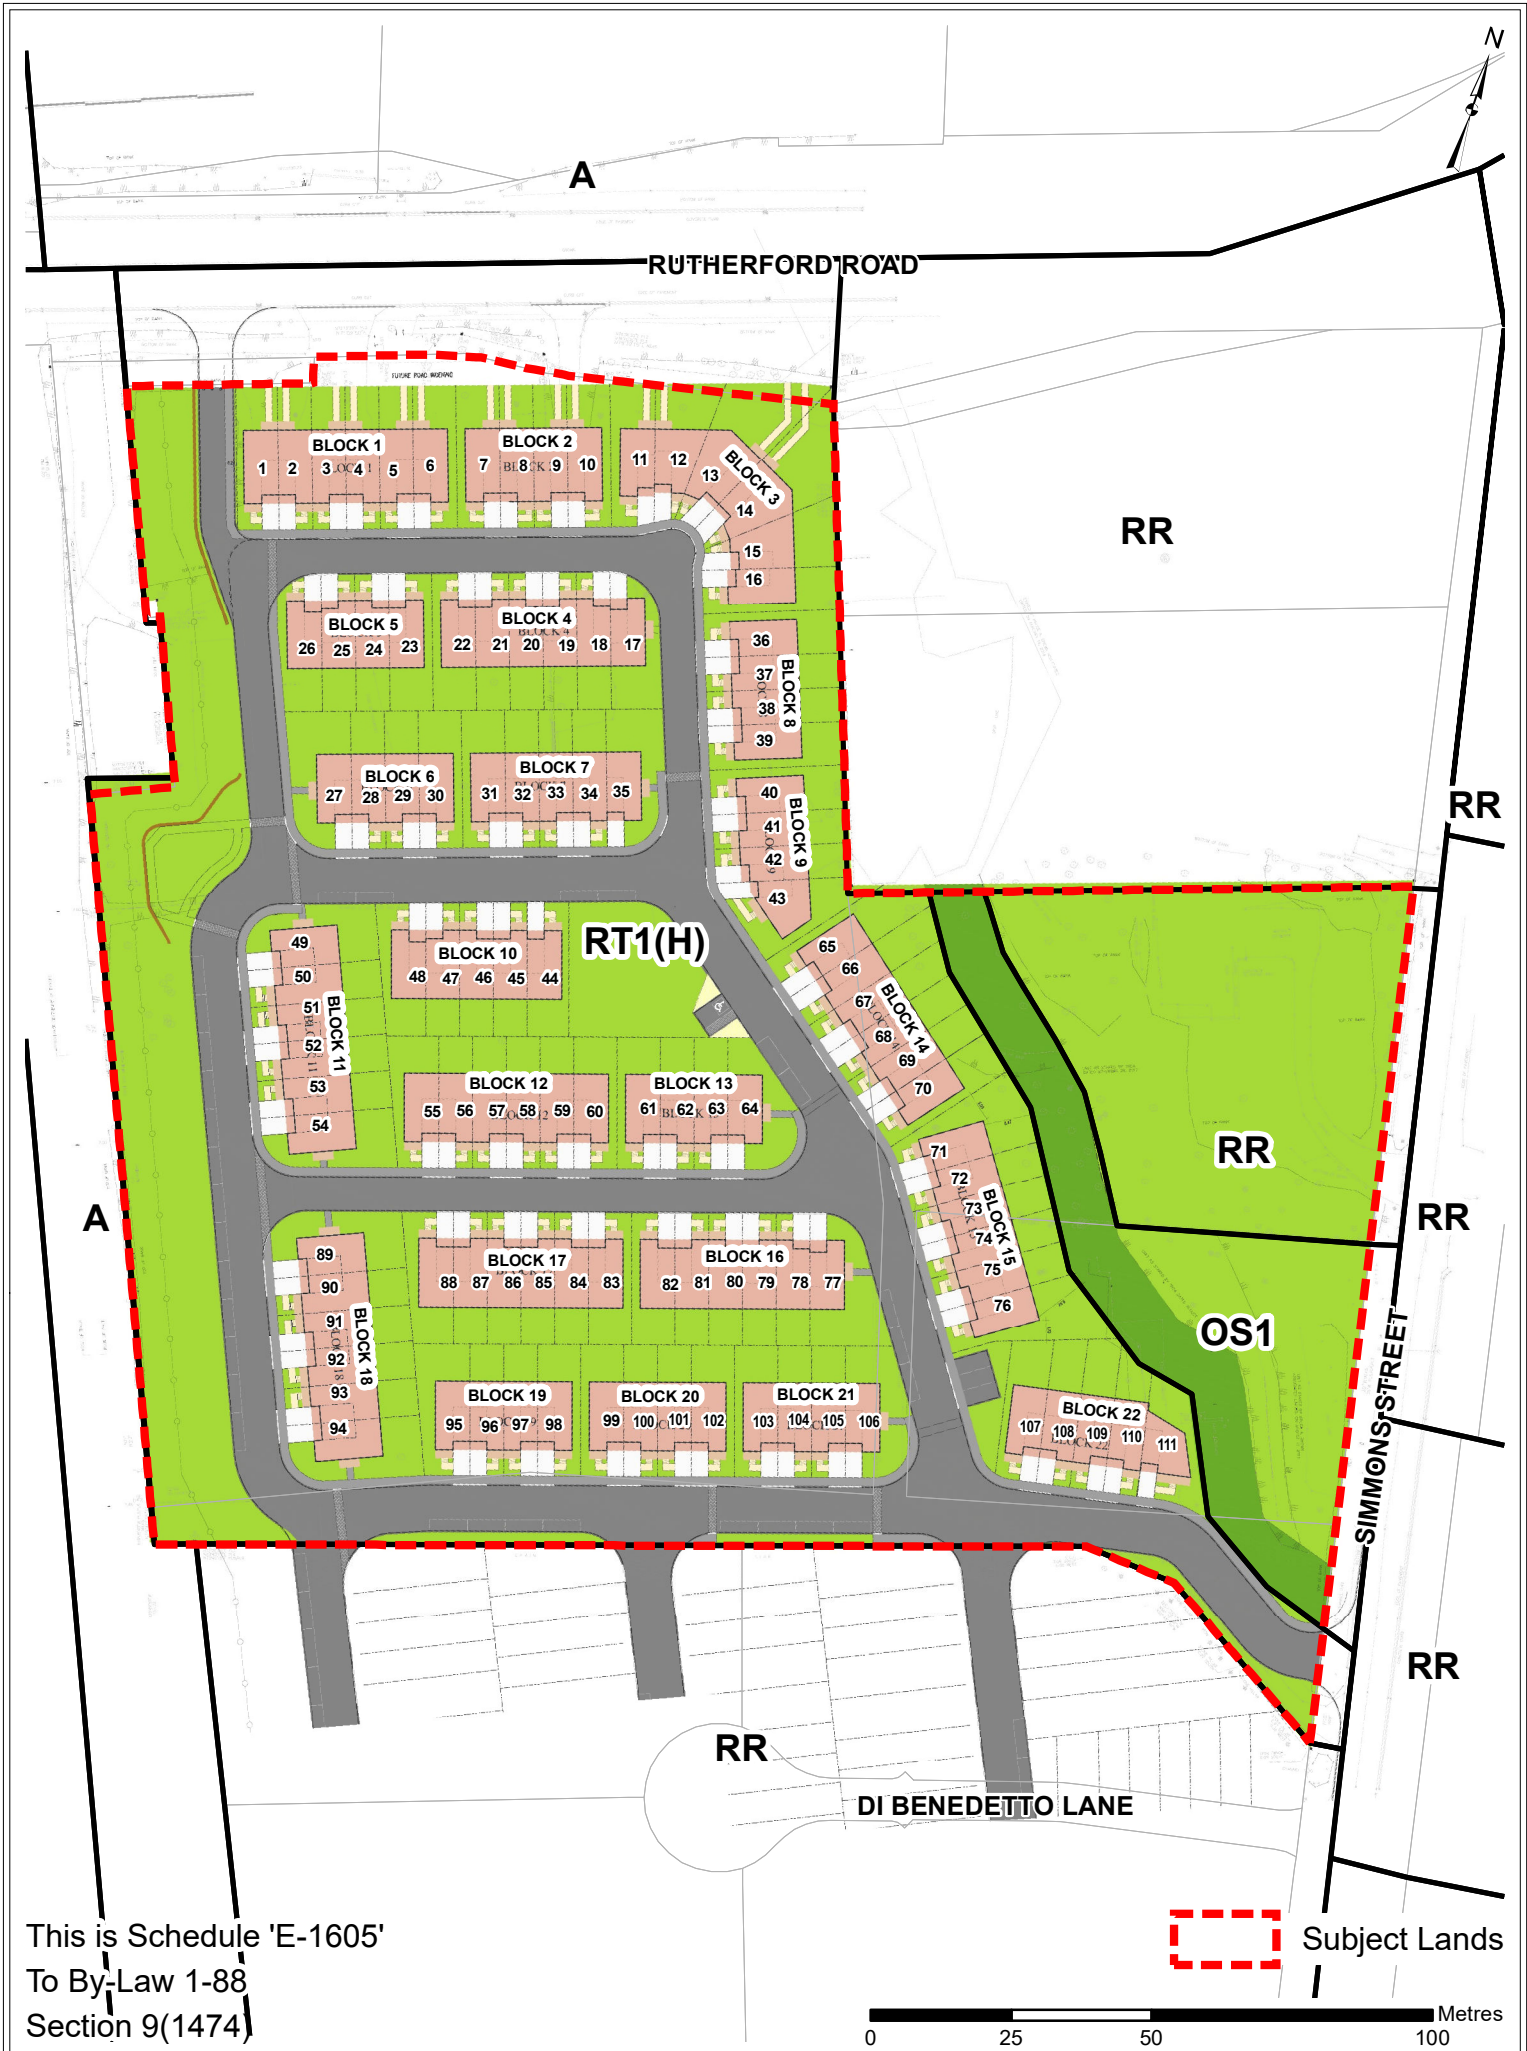 N
A
RUTHERFORD ROAD
FUTURE ROAD WIDENING
BLOCK 1
1 2 3 4 5 6
BLOCK 2
7 8 9 10
BLOCK 3
11 12 13 14 15 16
RR
BLOCK 5
26 25 24 23
BLOCK 4
22 21 20 19 18 17
BLOCK 8
36 37 38 39
BLOCK 6
27 28 29 30
BLOCK 7
31 32 33 34 35
BLOCK 9
40 41 42 43
RR
RT1(H)
BLOCK 10
48 47 46 45 44
BLOCK 11
49 50 51 52 53 54
BLOCK 14
65 66 67 68 69 70
BLOCK 12
55 56 57 58 59 60
BLOCK 13
61 62 63 64
BLOCK 15
71 72 73 74 75 76
RR
A
RR
BLOCK 17
88 87 86 85 84 83
BLOCK 16
82 81 80 79 78 77
BLOCK 18
89 90 91 92 93 94
OS1
SIMMONS STREET
BLOCK 19
95 96 97 98
BLOCK 20
99 100 101 102
BLOCK 21
103 104 105 106
BLOCK 22
107 108 109 110 111
RR
RR
DI BENEDETTO LANE
This is Schedule 'E-1605'
To By-Law 1-88
Section 9(1474)
Subject Lands
Metres
0 25 50 100